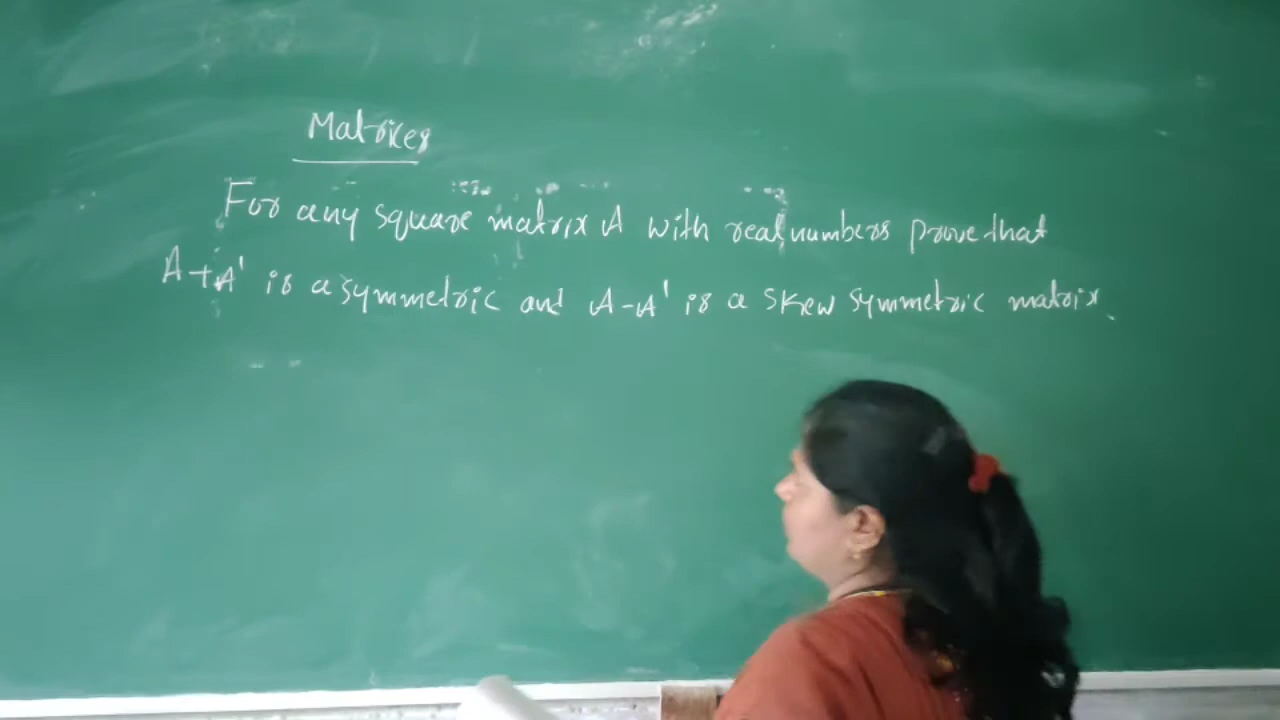 Matrices
For any square matrix A with real numbers prove that
A+A' is a symmetric and A-A' is a skew symmetric matrix.